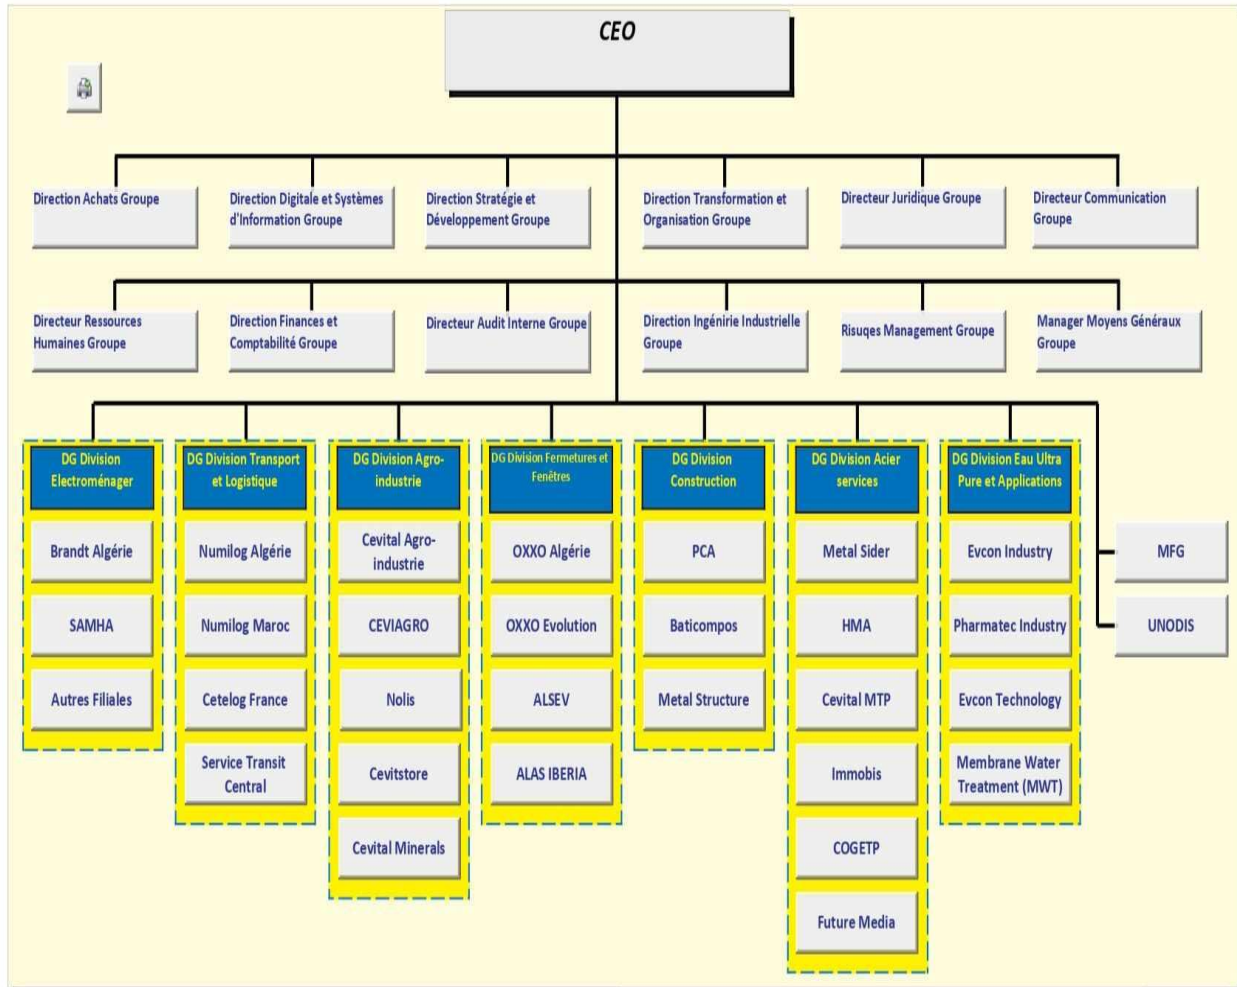 CEO
Direction Achats Groupe
Direction Digitale et Systèmes
d'Information Groupe
Direction Stratégie et
Développement Groupe
Direction Transformation et
Organisation Groupe
Directeur Juridique Groupe
Directeur Communication
Groupe
Directeur Ressources
Humaines Groupe
Direction Finances et
Comptabilité Groupe
Directeur Audit Interne Groupe
Direction Ingénirie Industrielle
Groupe
Risuqes Management Groupe
Manager Moyens Généraux
Groupe
DG Division
Electroménager
Brandt Algérie
SAMHA
Autres Filiales
DG Division Transport
et Logistique
Numilog Algérie
Numilog Maroc
Cetelog France
Service Transit
Central
DG Division Agro-
industrie
Cevital Agro-
industrie
CEVIAGRO
Nolis
Cevitstore
Cevital Minerals
DG Division Fermetures et
Fenêtres
OXXO Algérie
OXXO Evolution
ALSEV
ALAS IBERIA
DG Division
Construction
PCA
Baticompos
Metal Structure
DG Division Acier
services
Metal Sider
HMA
Cevital MTP
Immobis
COGETP
Future Media
DG Division Eau Ultra
Pure et Applications
Evcon Industry
Pharmatec Industry
Evcon Technology
Membrane Water
Treatment (MWT)
MFG
UNODIS